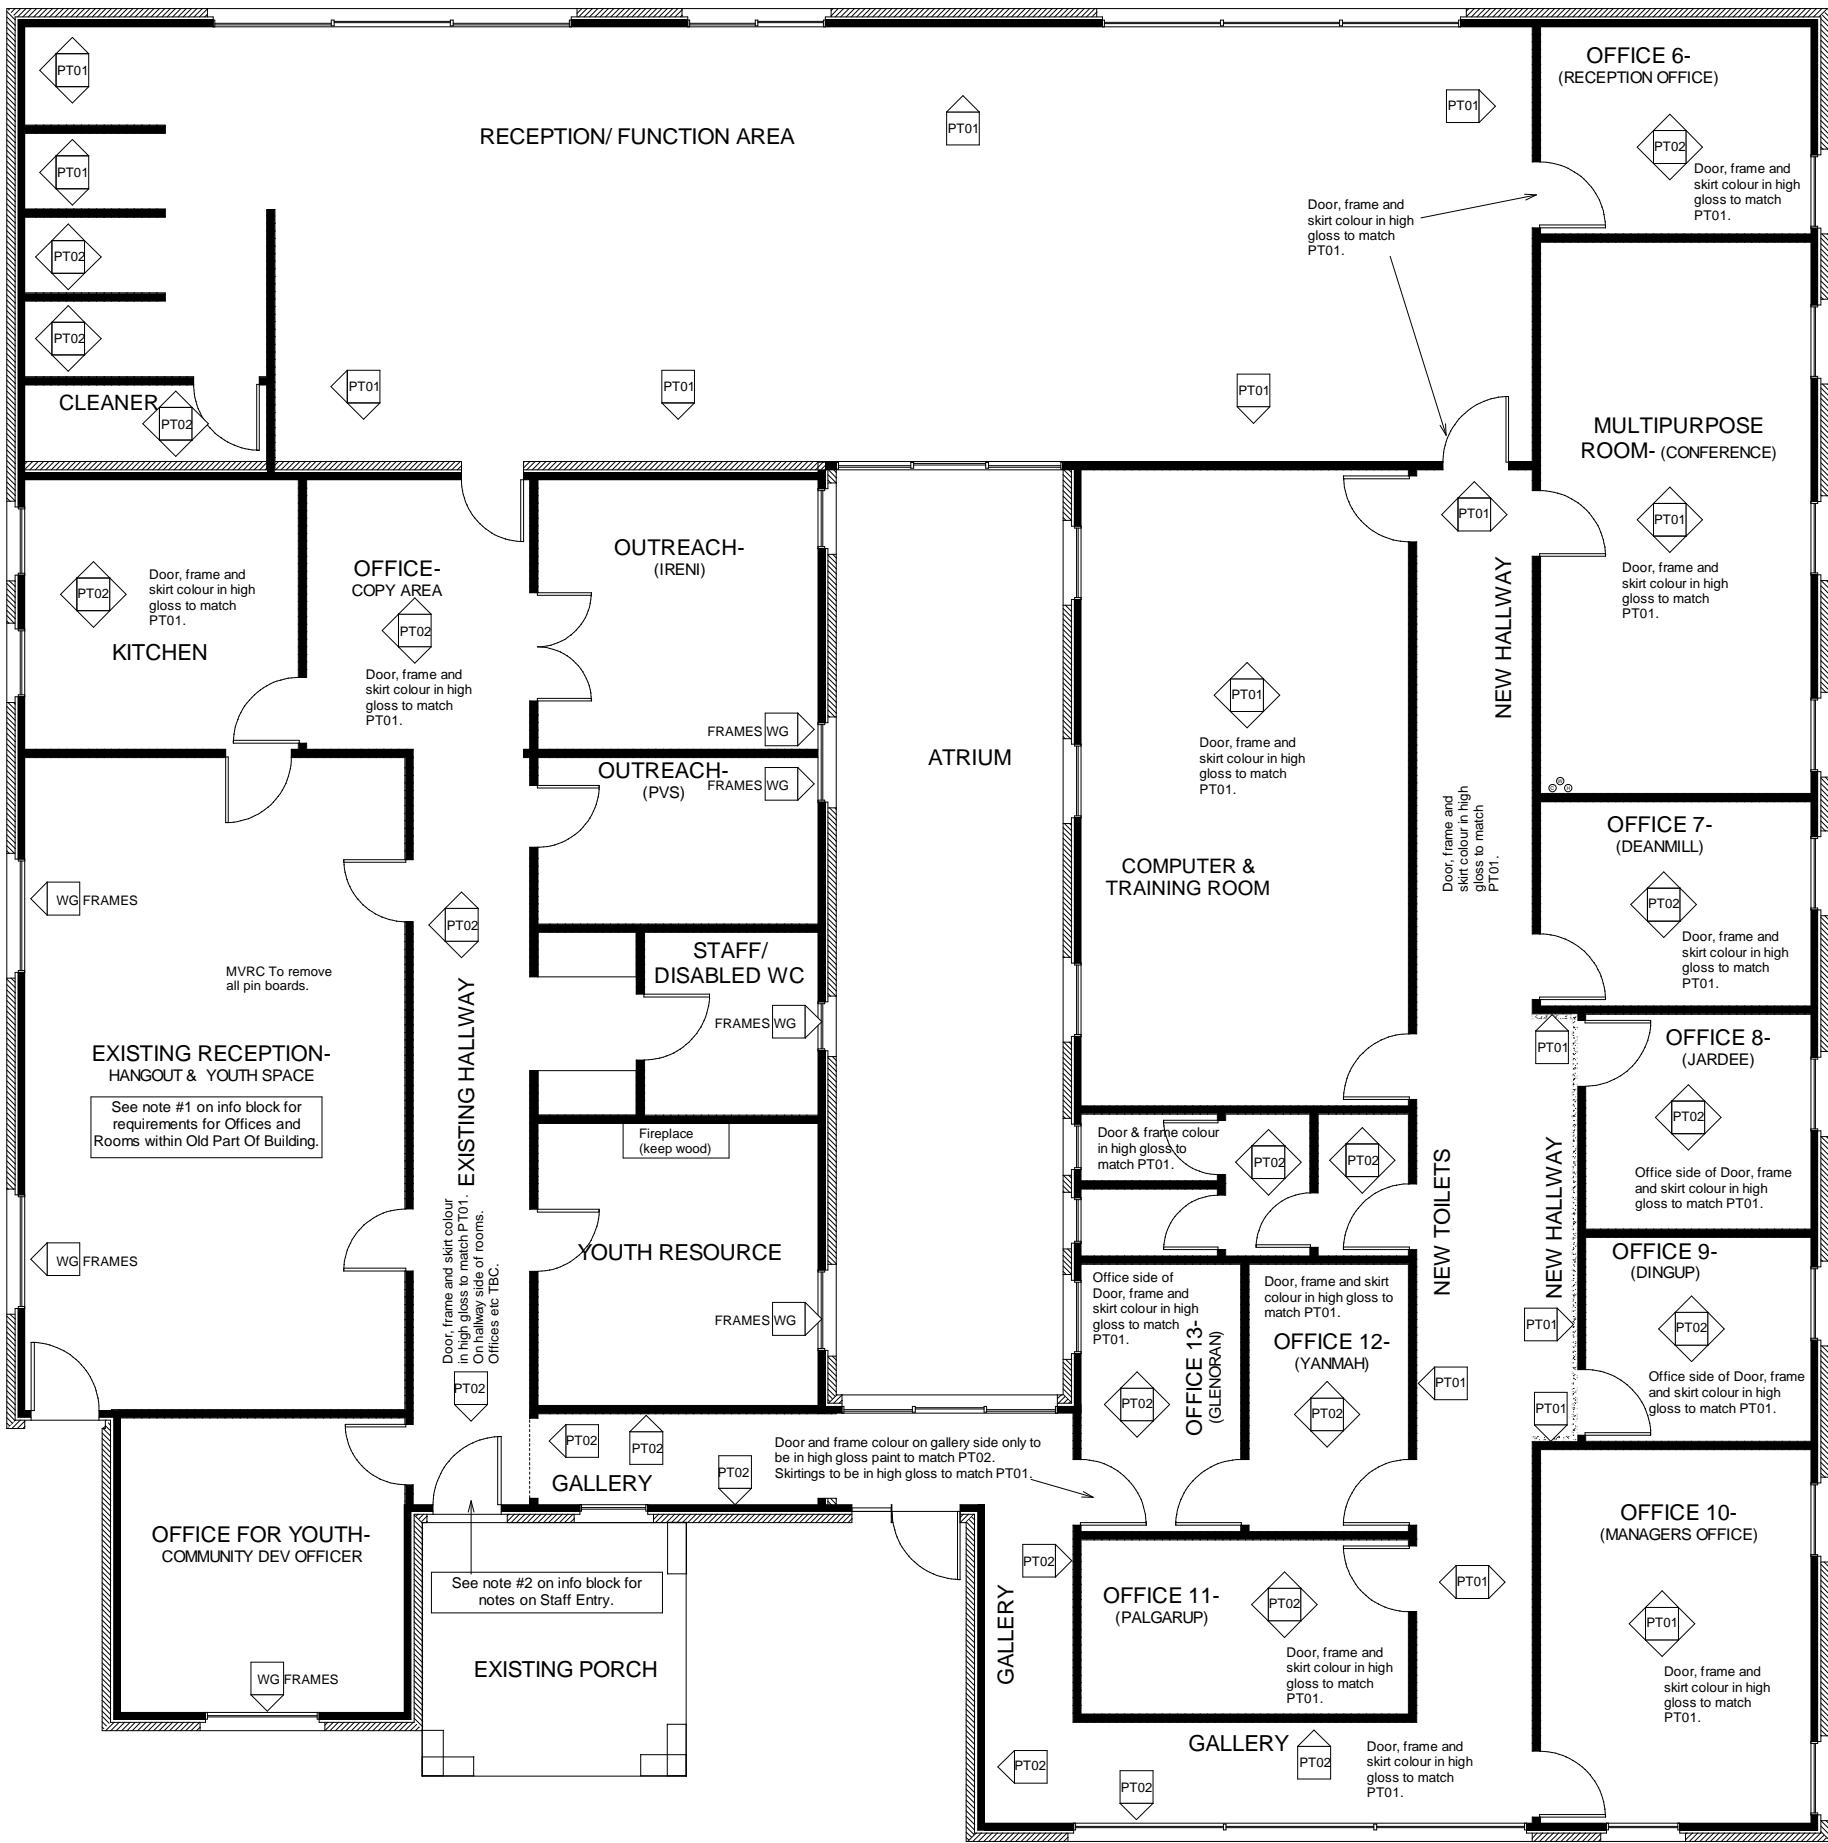 PT01
PT01
PT02
PT02
CLEANER
PT02
RECEPTION/ FUNCTION AREA
PT01
PT01
PT01
PT01
PT01
OFFICE 6-
(RECEPTION OFFICE)
PT02
Door, frame and
skirt colour in high
gloss to match
PT01.
Door, frame and
skirt colour in high
gloss to match
PT01.
MULTIPURPOSE
ROOM- (CONFERENCE)
PT01
Door, frame and
skirt colour in high
gloss to match
PT01.
PT01
NEW HALLWAY
Door, frame and
skirt colour in high
gloss to match
PT01.
PT02
Door, frame and
skirt colour in high
gloss to match
PT01.
KITCHEN
OFFICE-
COPY AREA
PT02
Door, frame and
skirt colour in high
gloss to match
PT01.
OUTREACH-
(IRENI)
FRAMES WG
OUTREACH-
(PVS)
FRAMES WG
ATRIUM
PT01
Door, frame and
skirt colour in high
gloss to match
PT01.
COMPUTER &
TRAINING ROOM
OFFICE 7-
(DEANMILL)
PT02
Door, frame and
skirt colour in high
gloss to match
PT01.
WG FRAMES
MVRC To remove
all pin boards.
EXISTING RECEPTION-
HANGOUT & YOUTH SPACE
See note #1 on info block for
requirements for Offices and
Rooms within Old Part Of Building.
WG FRAMES
PT02
EXISTING HALLWAY
Door, frame and skirt colour
in high gloss to match PT01.
On hallway side of rooms.
Offices etc TBC.
PT02
STAFF/
DISABLED WC
FRAMES WG
Fireplace
(keep wood)
YOUTH RESOURCE
FRAMES WG
Door & frame colour
in high gloss to
match PT01.
PT02
PT02
NEW TOILETS
PT01
NEW HALLWAY
PT01
PT01
PT01
OFFICE 8-
(JARDEE)
PT02
Office side of Door, frame
and skirt colour in high
gloss to match PT01.
OFFICE 9-
(DINGUP)
PT02
Office side of Door, frame
and skirt colour in high
gloss to match PT01.
Office side of
Door, frame and
skirt colour in high
gloss to match
PT01.
OFFICE 13-
(GLENORAN)
PT02
Door, frame and skirt
colour in high gloss to
match PT01.
OFFICE 12-
(YANMAH)
PT02
PT02
PT02
PT02
GALLERY
Door and frame colour on gallery side only to
be in high gloss paint to match PT02.
Skirtings to be in high gloss to match PT01.
OFFICE FOR YOUTH-
COMMUNITY DEV OFFICER
WG FRAMES
See note #2 on info block for
notes on Staff Entry.
EXISTING PORCH
PT02
GALLERY
OFFICE 11-
(PALGARUP)
PT02
Door, frame and
skirt colour in high
gloss to match
PT01.
PT01
OFFICE 10-
(MANAGERS OFFICE)
PT01
Door, frame and
skirt colour in high
gloss to match
PT01.
PT02
PT02
GALLERY
PT02
Door, frame and
skirt colour in high
gloss to match
PT01.